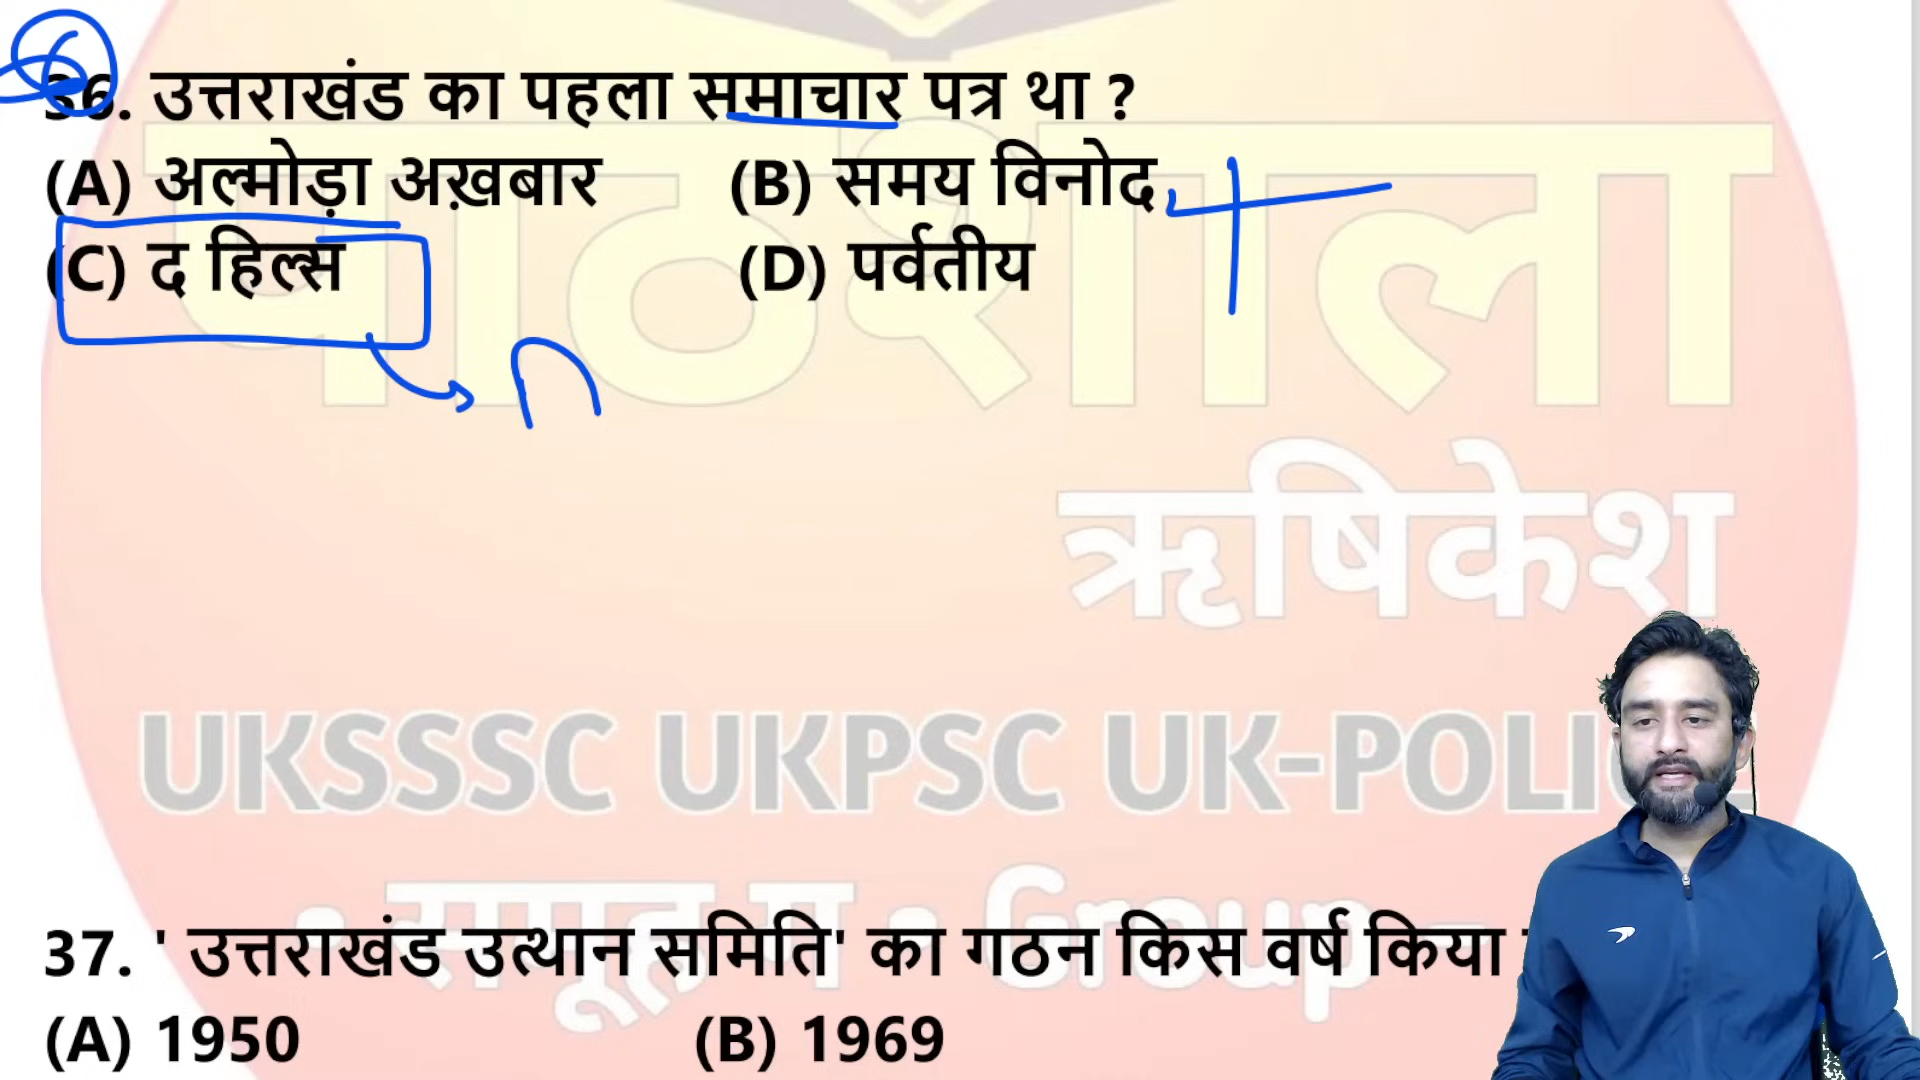 36. उत्तराखंड का पहला समाचार पत्र था ?
(A) अल्मोड़ा अख़बार (B) समय विनोद
(C) द हिल्स (D) पर्वतीय
पाठशाला
ऋषिकेश
UKSSSC UKPSC UK-POLICE
Group
37. ' उत्तराखंड उत्थान समिति' का गठन किस वर्ष किया
(A) 1950 (B) 1969